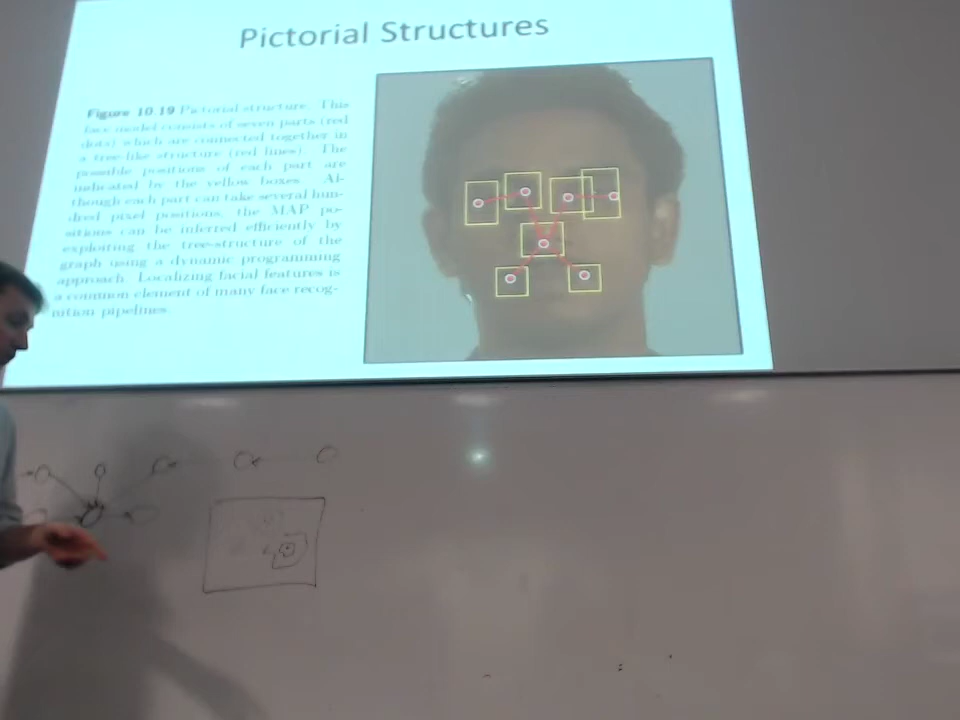 Pictorial Structures
Figure 10.19 Pictorial structure. This
face model consists of seven parts (red
dots) which are connected together in
a tree-like structure (red lines). The
possible positions of each part are
indicated by the yellow boxes. Al-
though each part can take several hun-
dred pixel positions, the MAP po-
sitions can be inferred efficiently by
exploiting the tree-structure of the
graph using a dynamic programming
approach. Localizing facial features is
a common element of many face recog-
nition pipelines.